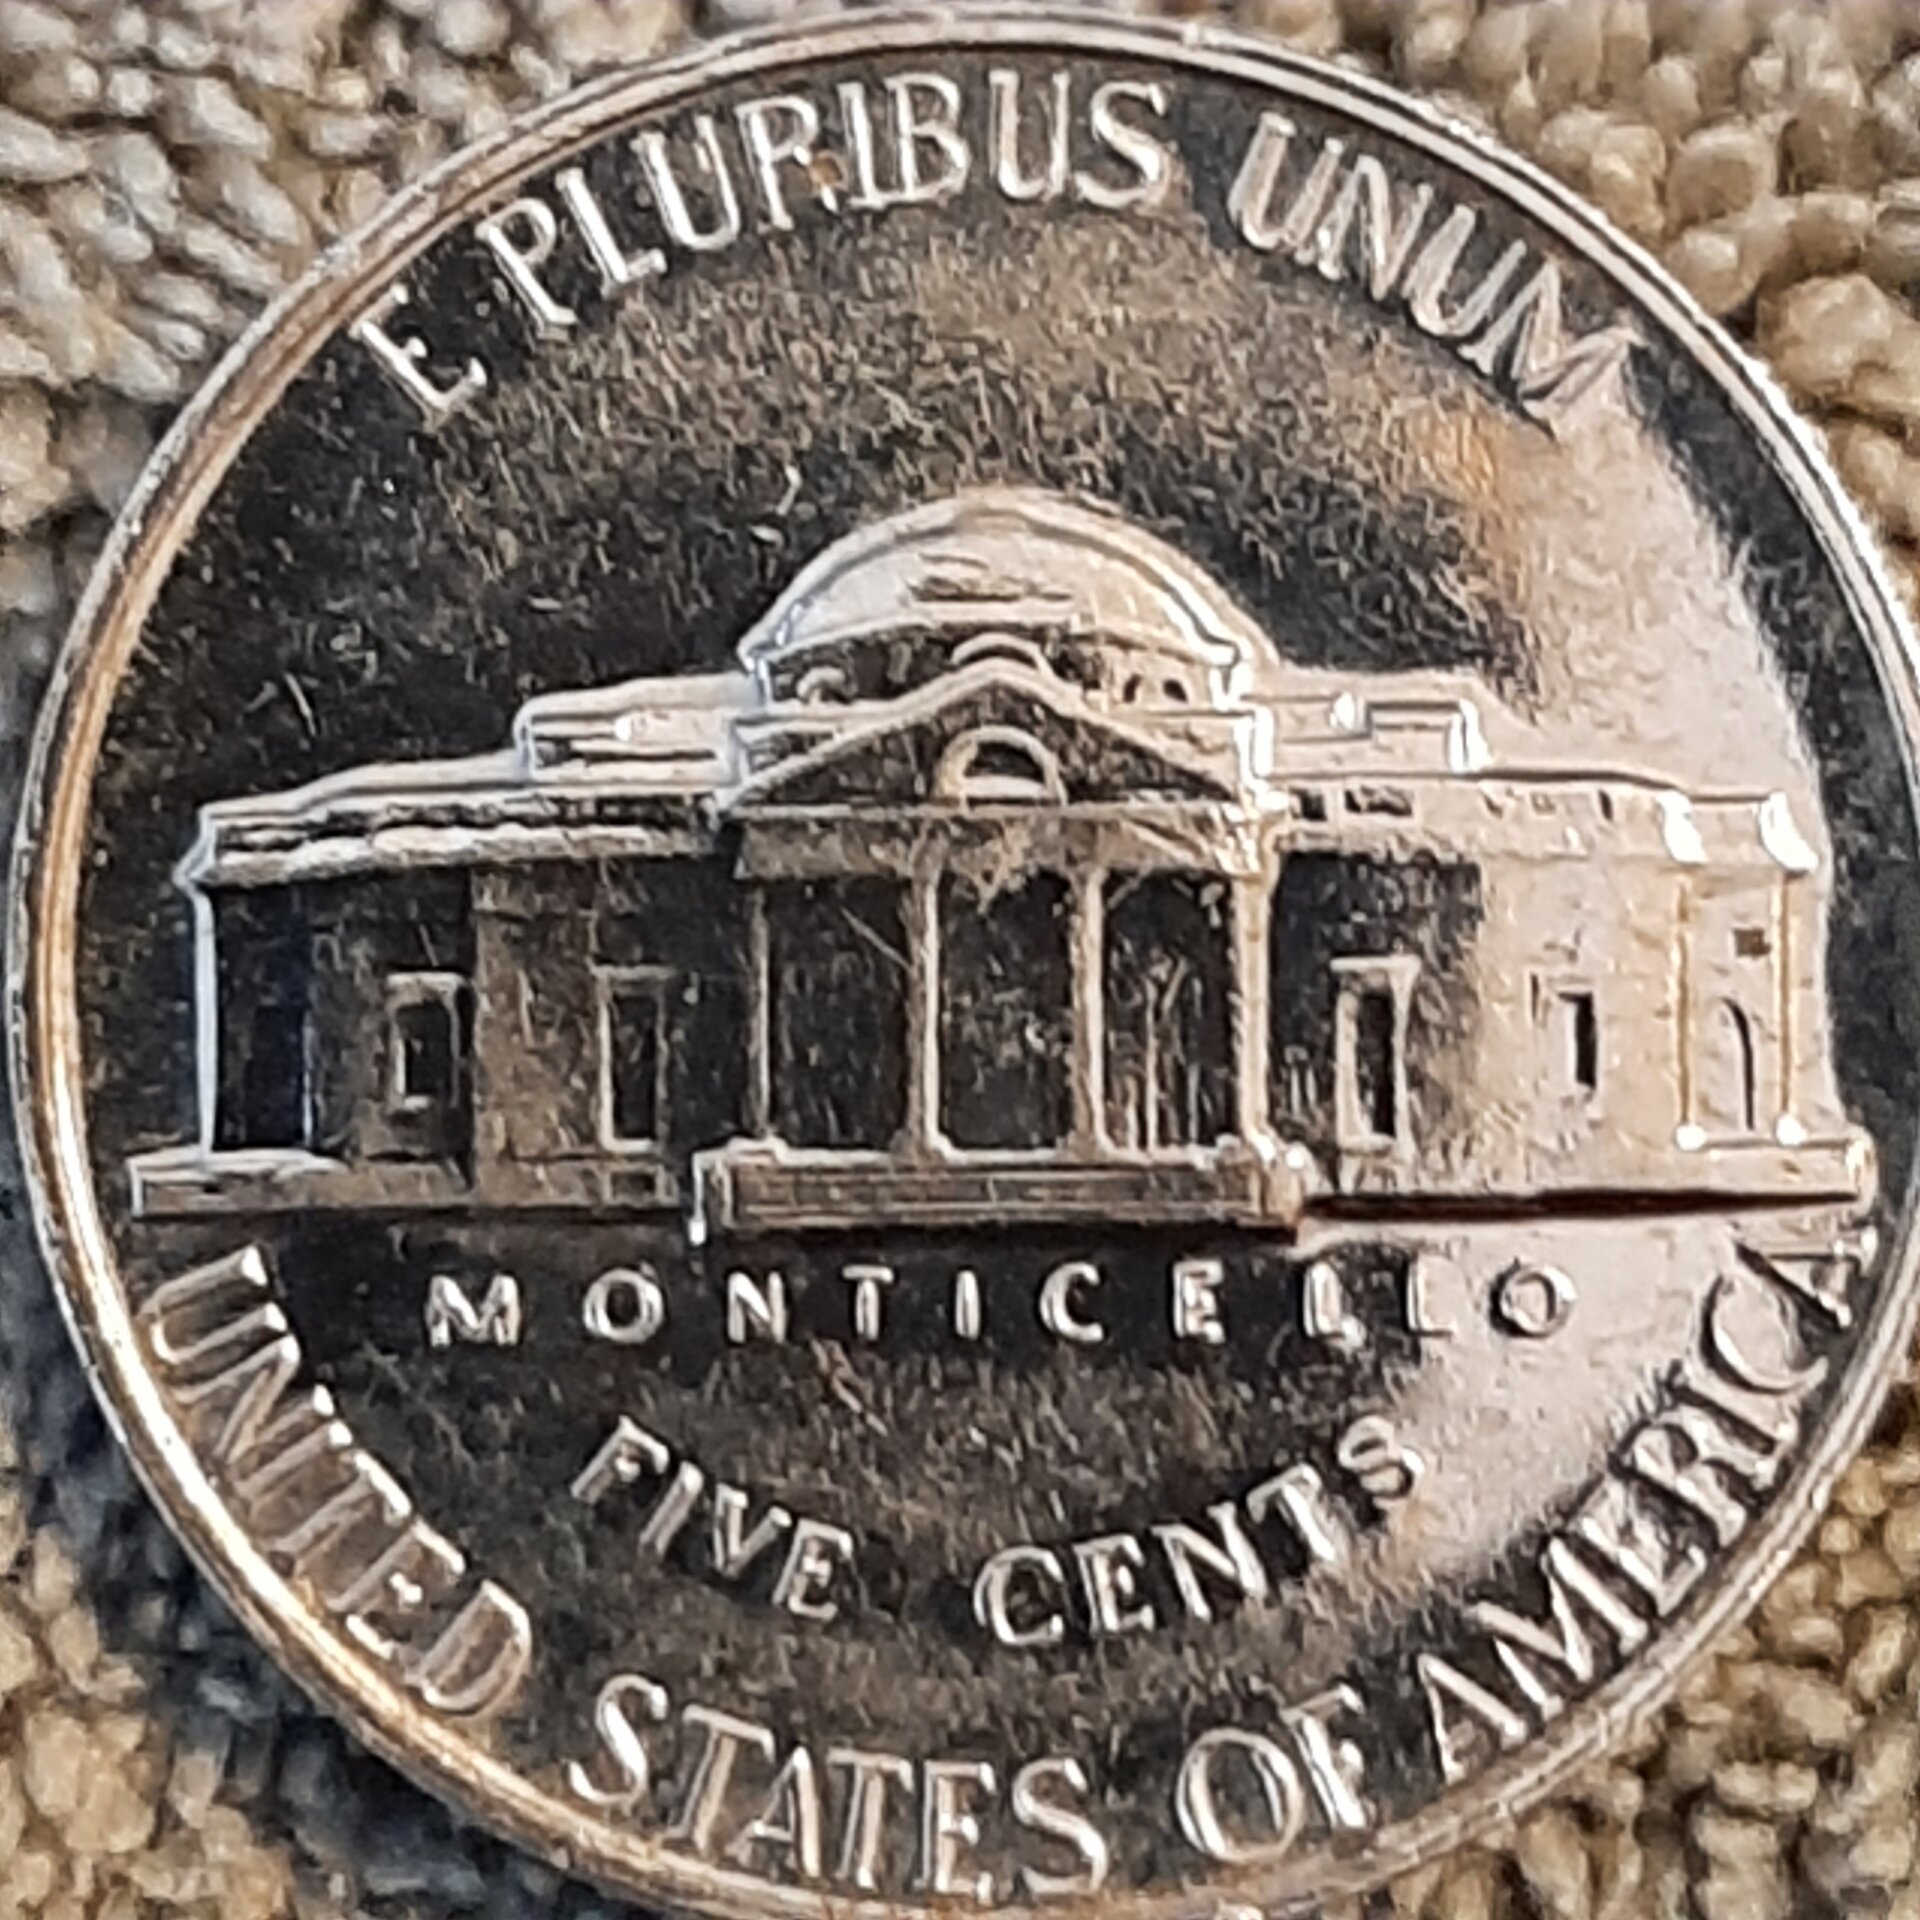 E PLURIBUS UNUM
MONTICELLO
FIVE CENTS
UNITED STATES OF AMERICA